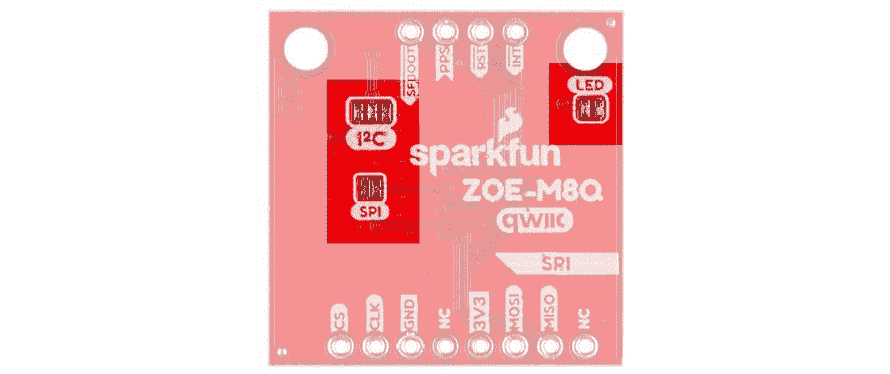 SFBOOT PPS RST INT
LED
I²C
sparkfun
ZOE-M8Q
SPI
qwiic
SPI
CS CLK GND NC 3V3 MOSI MISO NC